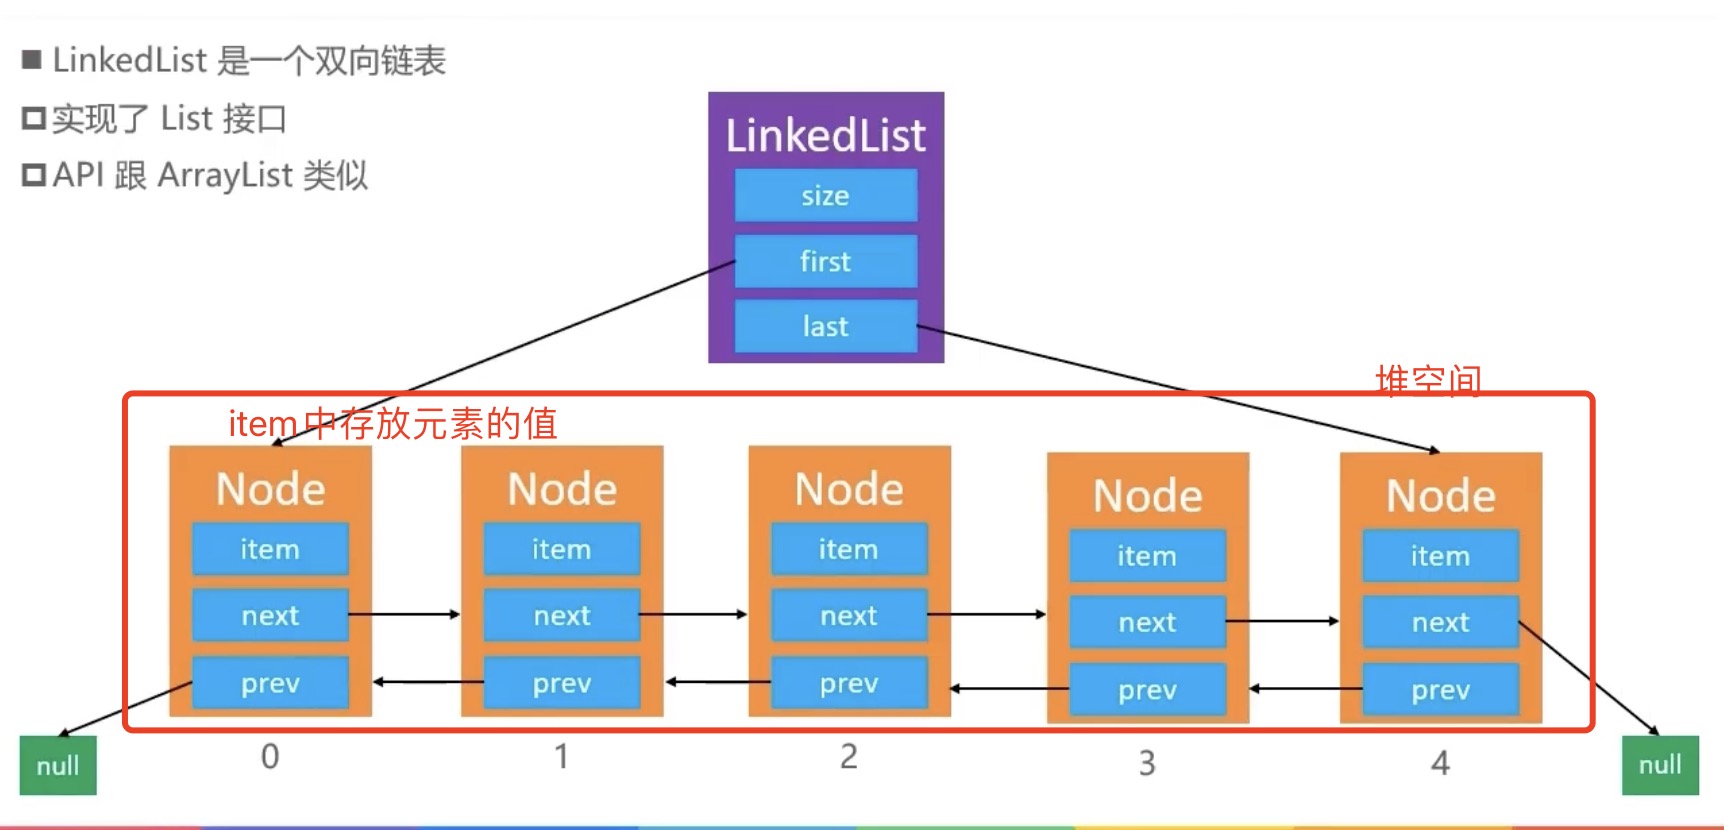 LinkedList 是一个双向链表
实现了 List 接口
API 跟 ArrayList 类似
LinkedList
size
first
last
堆空间
item中存放元素的值
Node Node Node Node Node
item item item item item
next next next next next
prev prev prev prev prev
null 0 1 2 3 4 null